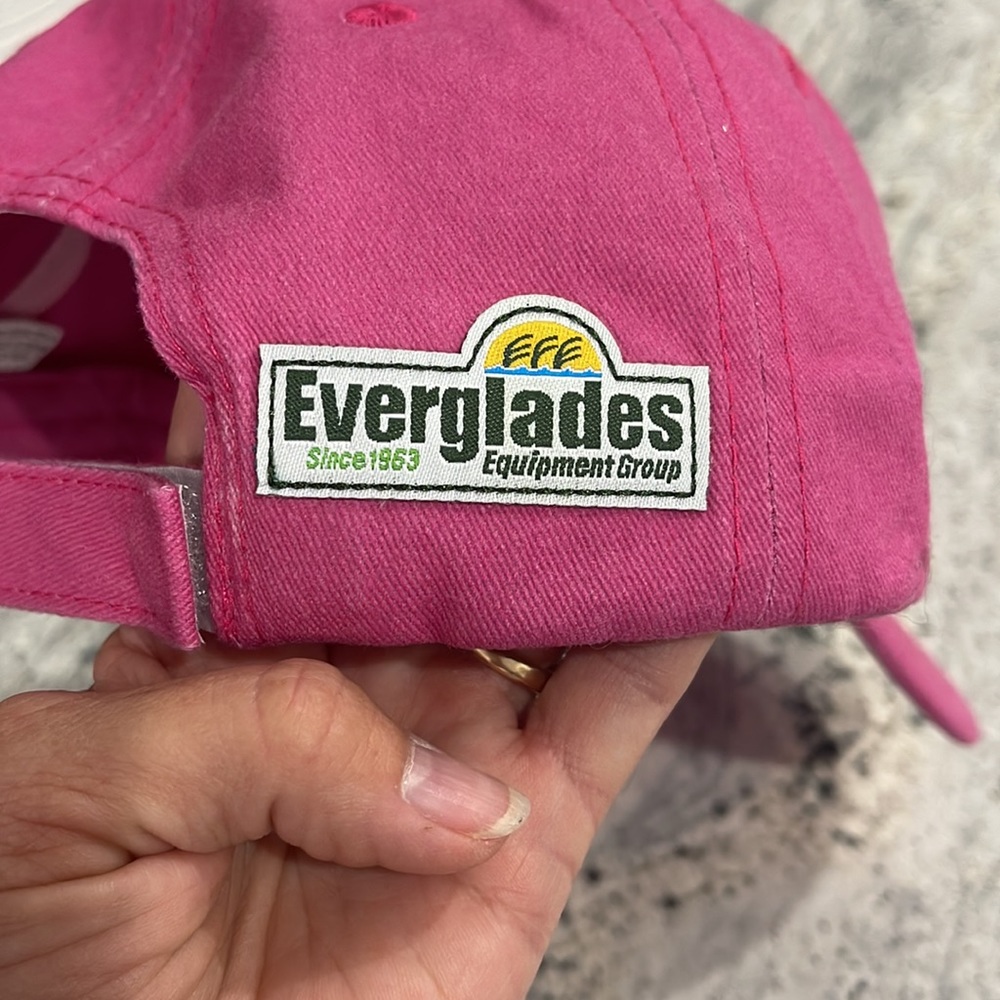 EFE
Everglades
Since 1963
Equipment Group